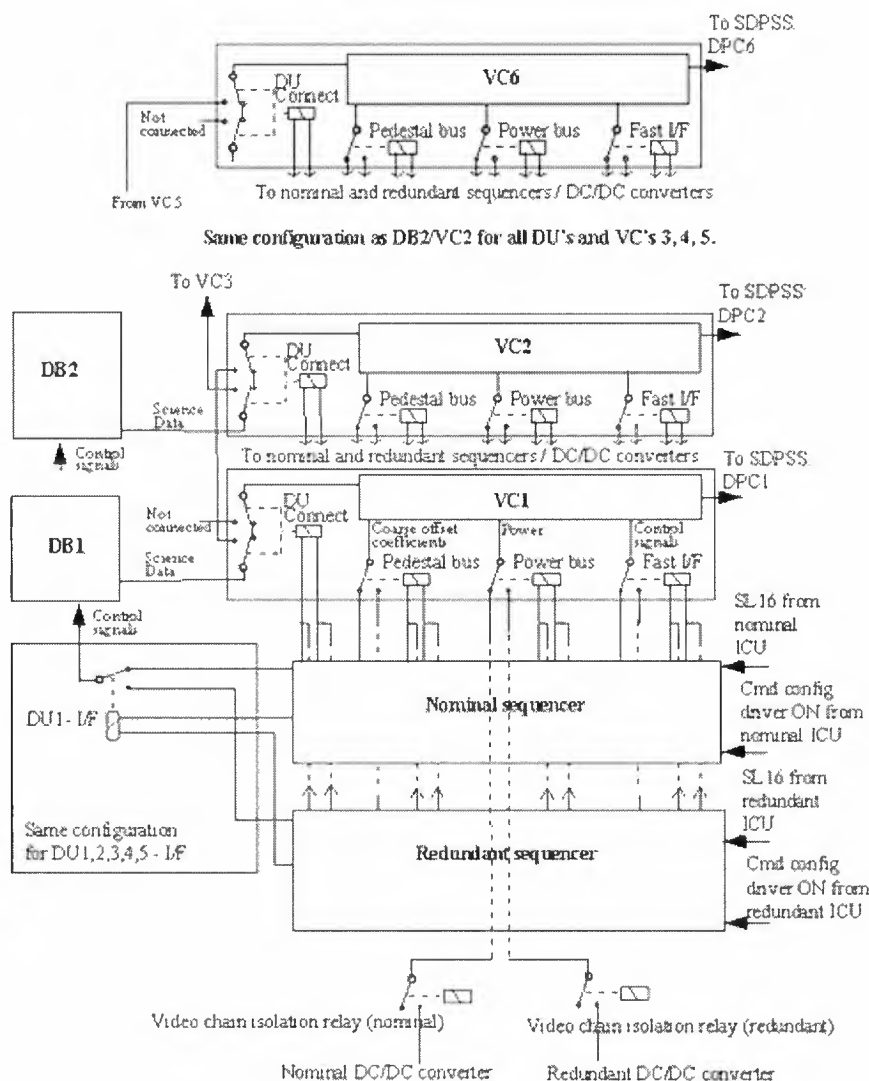 To SDPSS
DPC6
VC6
DU
Connect
Not
connected
Pedestal bus
Power bus
Fast I/F
From VC5
To nominal and redundant sequencers / DC/DC converters
Same configuration as DB2/VC2 for all DU's and VC's 3, 4, 5.
To VC3
To SDPSS
DPC2
DB2
VC2
DU
Connect
Science
Data
Pedestal bus
Power bus
Fast I/F
Control
signals
To nominal and redundant sequencers / DC/DC converters
To SDPSS
DPC1
DB1
VC1
Not
connected
DU
Connect
Coarse offset
coefficients
Power
Control
signals
Science
Data
Pedestal bus
Power bus
Fast I/F
Control
signals
SL16 from
nominal
ICU
DU1 - I/F
Nominal sequencer
Cmd config
driver ON from
nominal ICU
SL16 from
redundant
ICU
Same configuration
for DU1,2,3,4,5 - I/F
Redundant sequencer
Cmd config
driver ON from
redundant ICU
Video chain isolation relay (nominal)
Video chain isolation relay (redundant)
Nominal DC/DC converter
Redundant DC/DC converter